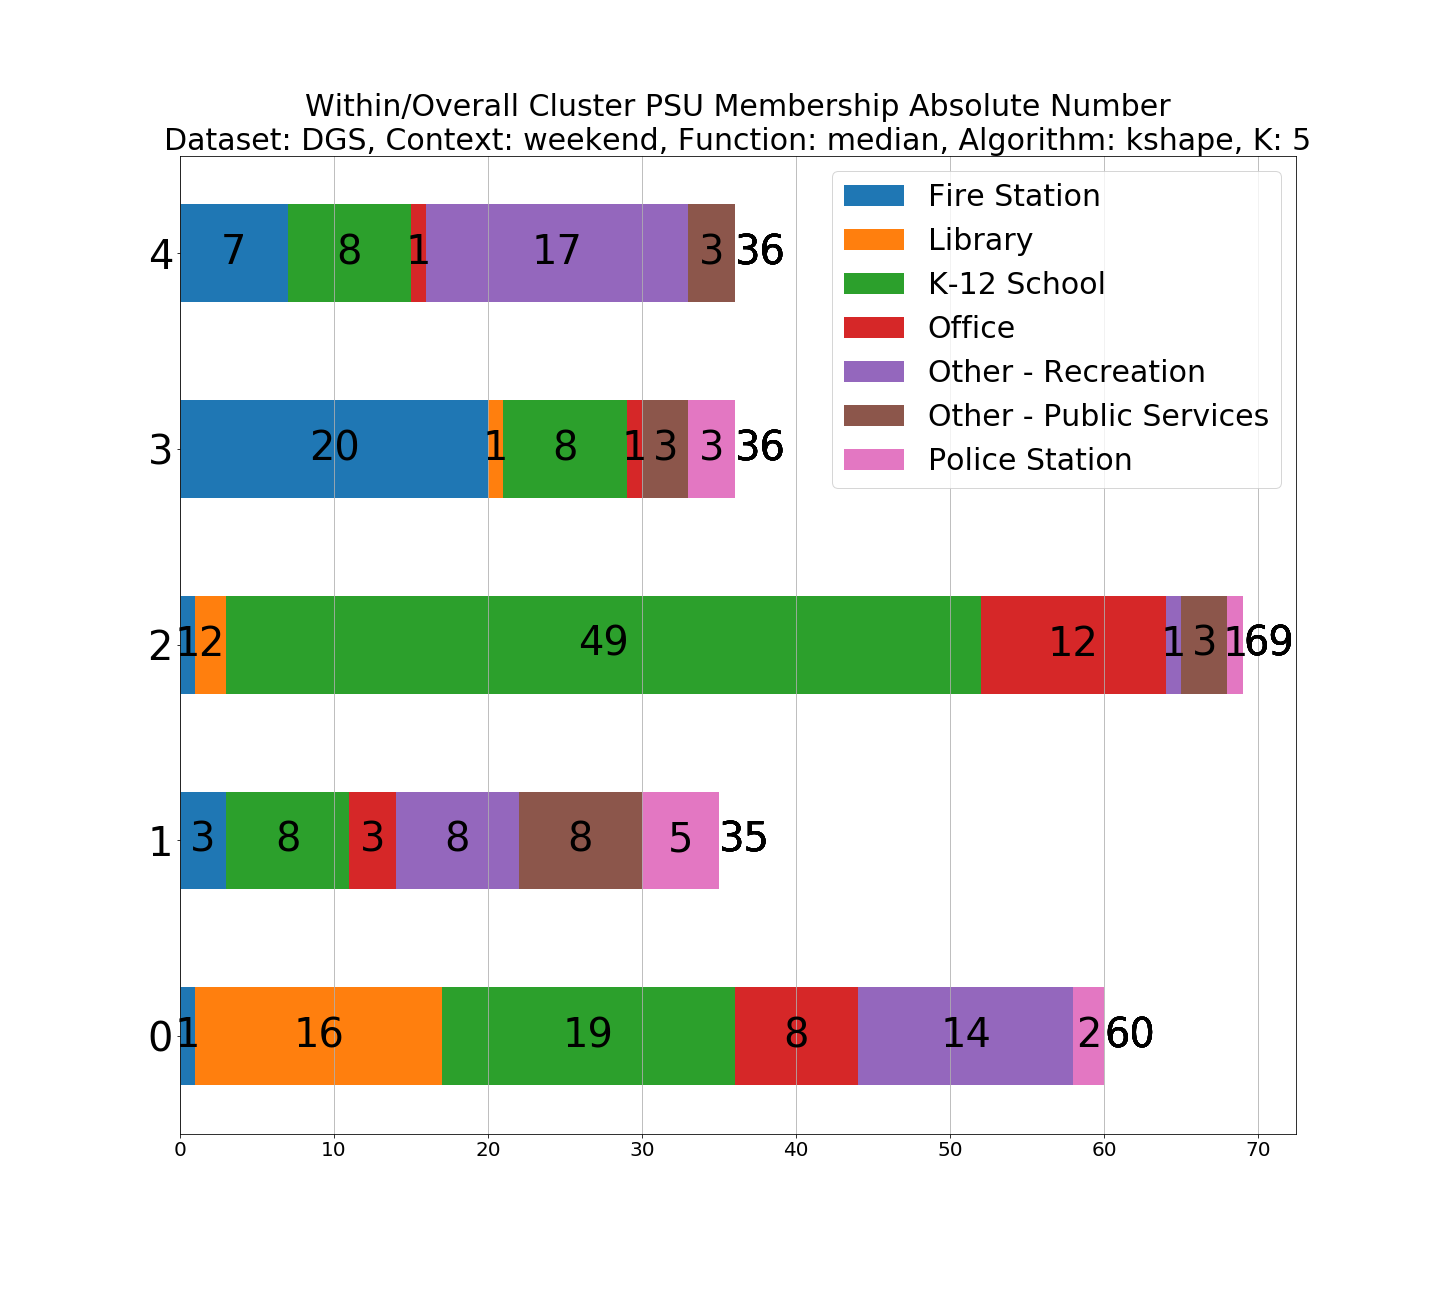 Within/Overall Cluster PSU Membership Absolute Number
Dataset: DGS, Context: weekend, Function: median, Algorithm: kshape, K: 5
Fire Station
Library
K-12 School
Office
Other - Recreation
Other - Public Services
Police Station
4 7 8 1 17 3 36
3 20 1 8 1 3 3 36
2 1 2 49 12 1 3 1 69
1 3 8 3 8 8 5 35
0 1 16 19 8 14 2 60
0 10 20 30 40 50 60 70